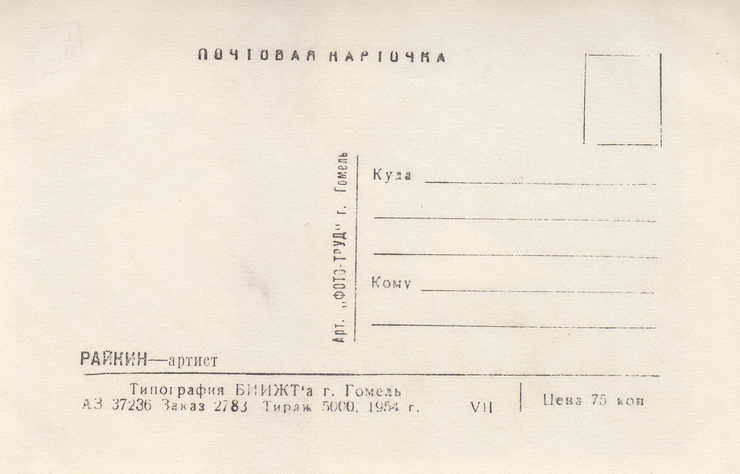 ПОЧТОВАЯ КАРТОЧКА
Куда
Кому
Арт. „ФОТО-ТРУД" г. Гомель
РАЙКИН—артист
Типография БИИЖТ'а г. Гомель
АЗ 37236 Заказ 2783 Тираж 5000, 1954 г. VII
Цена 75 коп